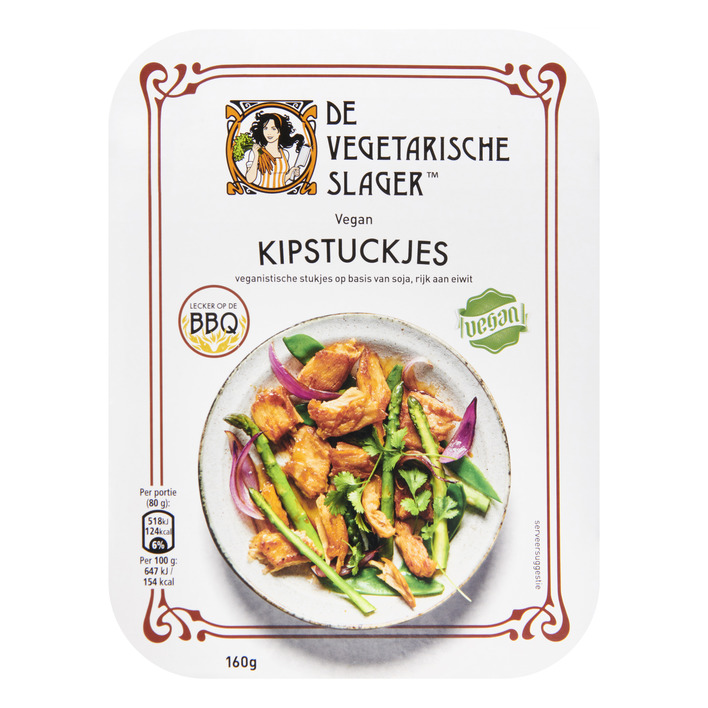 DE
VEGETARISCHE
SLAGER™
Vegan
KIPSTUCKJES
veganistische stukjes op basis van soja, rijk aan eiwit
LECKER OP DE
BBQ
vegan
Per portie
(80 g):
518kJ
124kcal
6%
Per 100 g:
647 kJ /
154 kcal
serveersuggestie
160g